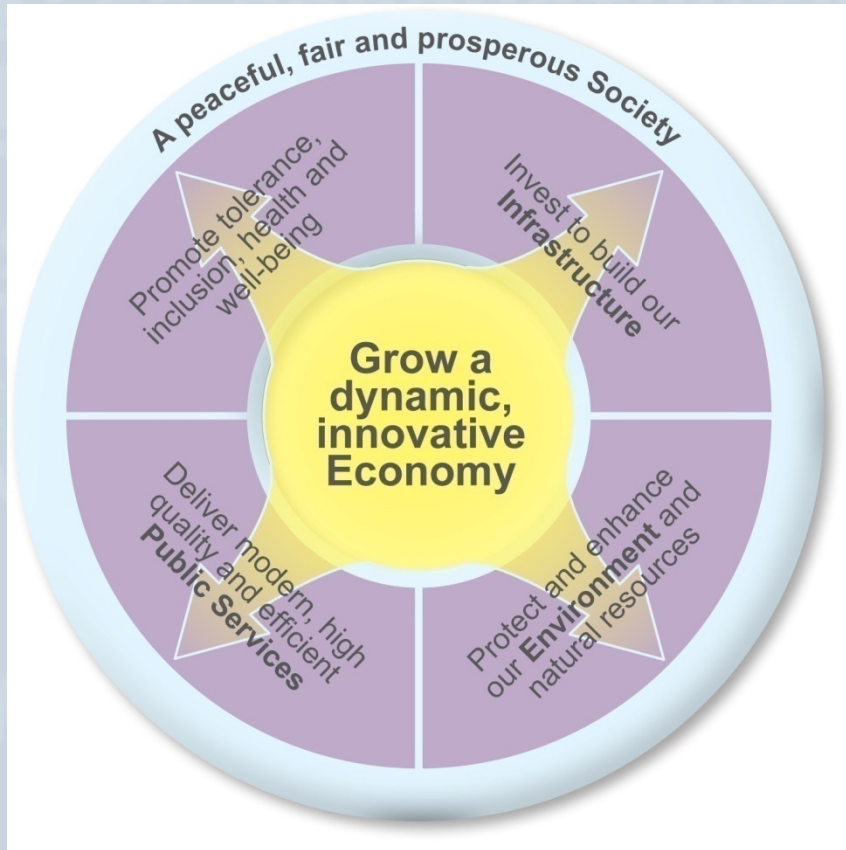 A peaceful, fair and prosperous Society
Promote tolerance,
inclusion, health and
well-being
Invest to build our
Infrastructure
Grow a
dynamic,
innovative
Economy
Deliver modern, high
quality and efficient
Public Services
Protect and enhance
our Environment and
natural resources